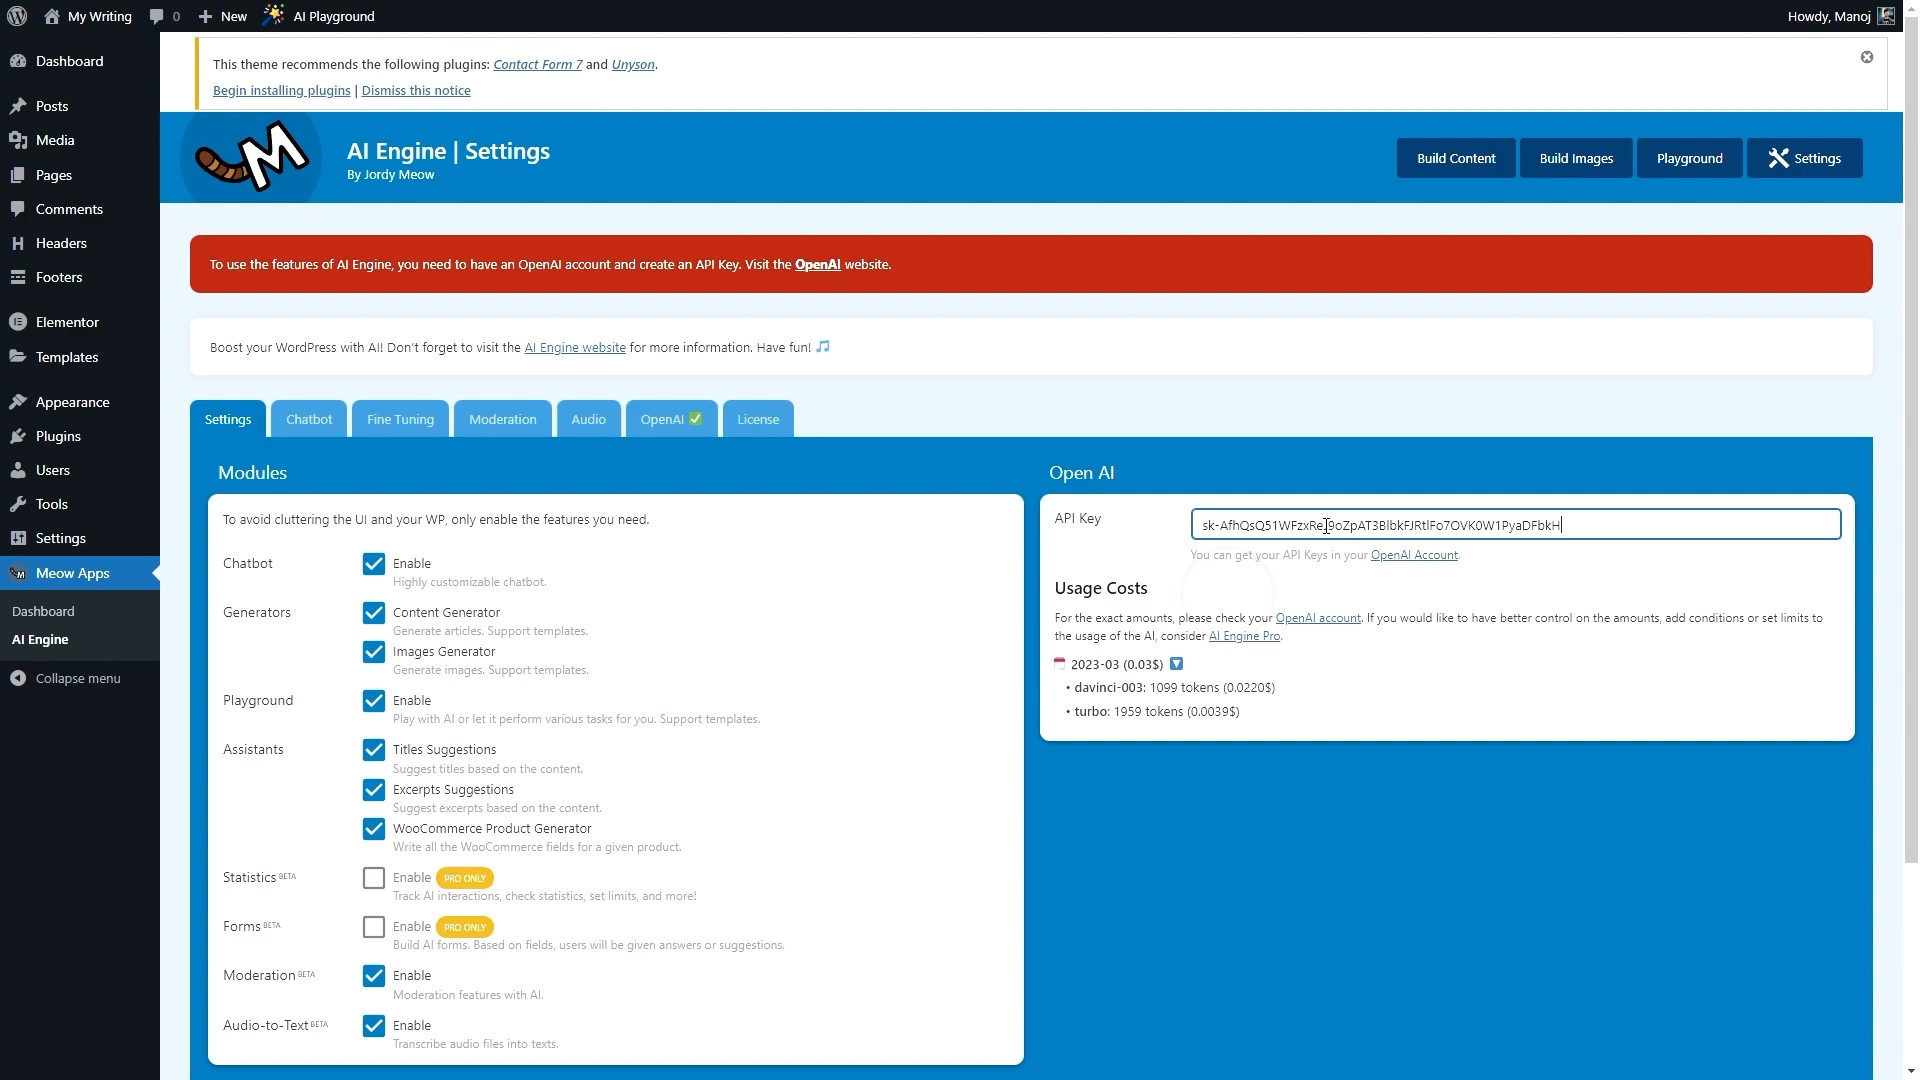 My Writing
0
New
AI Playground
Howdy, Manoj
Dashboard
Posts
Media
Pages
Comments
Headers
Footers
Elementor
Templates
Appearance
Plugins
Users
Tools
Settings
Meow Apps
Dashboard
AI Engine
Collapse menu
This theme recommends the following plugins: Contact Form 7 and Unyson.
Begin installing plugins | Dismiss this notice
M
AI Engine | Settings
By Jordy Meow
Build Content
Build Images
Playground
Settings
To use the features of AI Engine, you need to have an OpenAI account and create an API Key. Visit the OpenAI website.
Boost your WordPress with AI! Don't forget to visit the AI Engine website for more information. Have fun!
Settings
Chatbot
Fine Tuning
Moderation
Audio
OpenAI
License
Modules
To avoid cluttering the UI and your WP, only enable the features you need.
Chatbot
Enable
Highly customizable chatbot.
Generators
Content Generator
Generate articles. Support templates.
Images Generator
Generate images. Support templates.
Playground
Enable
Play with AI or let it perform various tasks for you. Support templates.
Assistants
Titles Suggestions
Suggest titles based on the content.
Excerpts Suggestions
Suggest excerpts based on the content.
WooCommerce Product Generator
Write all the WooCommerce fields for a given product.
Statistics BETA
Enable PRO ONLY
Track AI interactions, check statistics, set limits, and more!
Forms BETA
Enable PRO ONLY
Build AI forms. Based on fields, users will be given answers or suggestions.
Moderation BETA
Enable
Moderation features with AI.
Audio-to-Text BETA
Enable
Transcribe audio files into texts.
Open AI
API Key
You can get your API Keys in your OpenAI Account.
Usage Costs
For the exact amounts, please check your OpenAI account. If you would like to have better control on the amounts, add conditions or set limits to
the usage of the AI, consider AI Engine Pro.
2023-03 (0.03$)
• davinci-003: 1099 tokens (0.0220$)
• turbo: 1959 tokens (0.0039$)